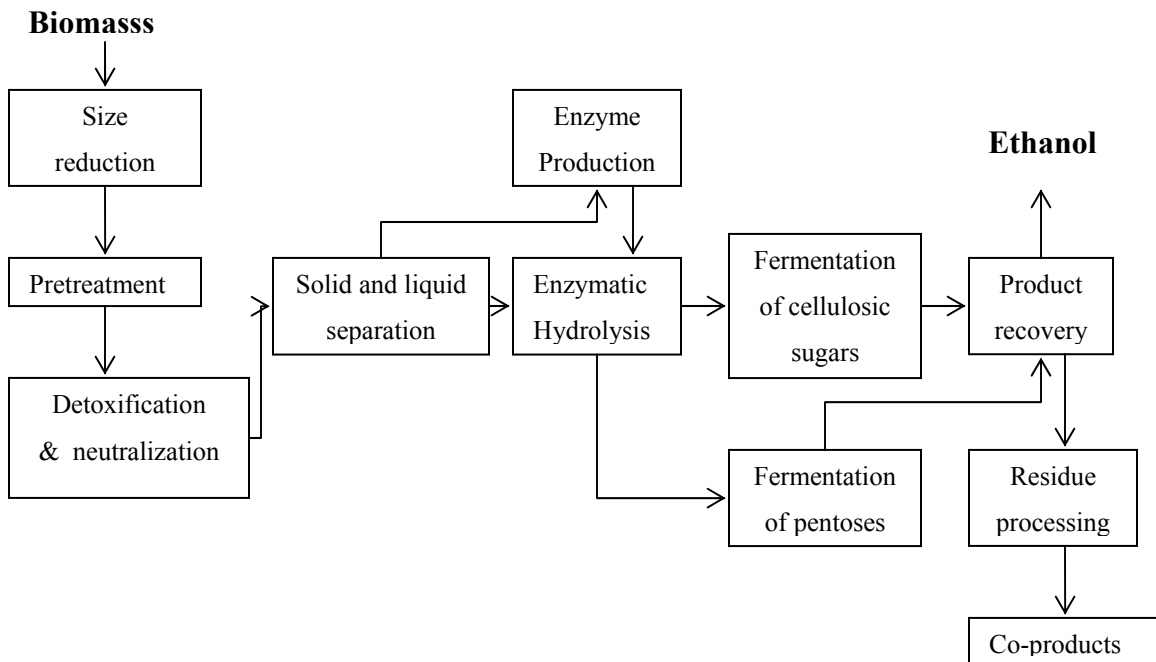 Biomasss
Size
reduction
Pretreatment
Detoxification
& neutralization
Solid and liquid
separation
Enzyme
Production
Enzymatic
Hydrolysis
Fermentation
of cellulosic
sugars
Fermentation
of pentoses
Ethanol
Product
recovery
Residue
processing
Co-products